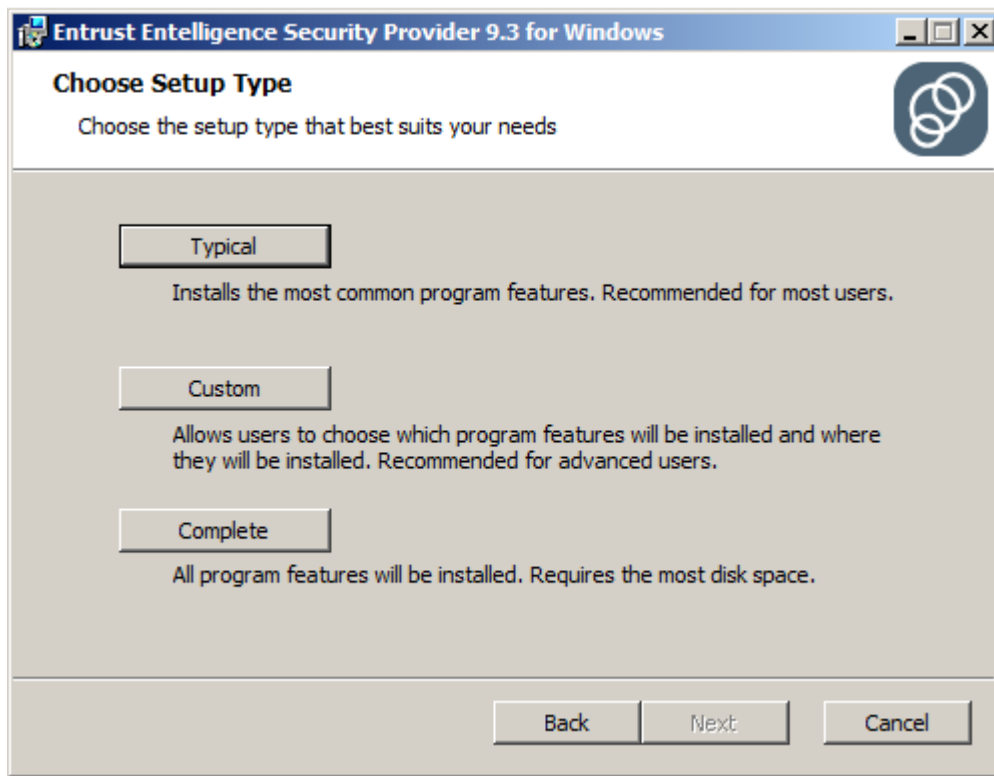 Entrust Entelligence Security Provider 9.3 for Windows
Choose Setup Type
Choose the setup type that best suits your needs
Typical
Installs the most common program features. Recommended for most users.
Custom
Allows users to choose which program features will be installed and where
they will be installed. Recommended for advanced users.
Complete
All program features will be installed. Requires the most disk space.
Back Next Cancel